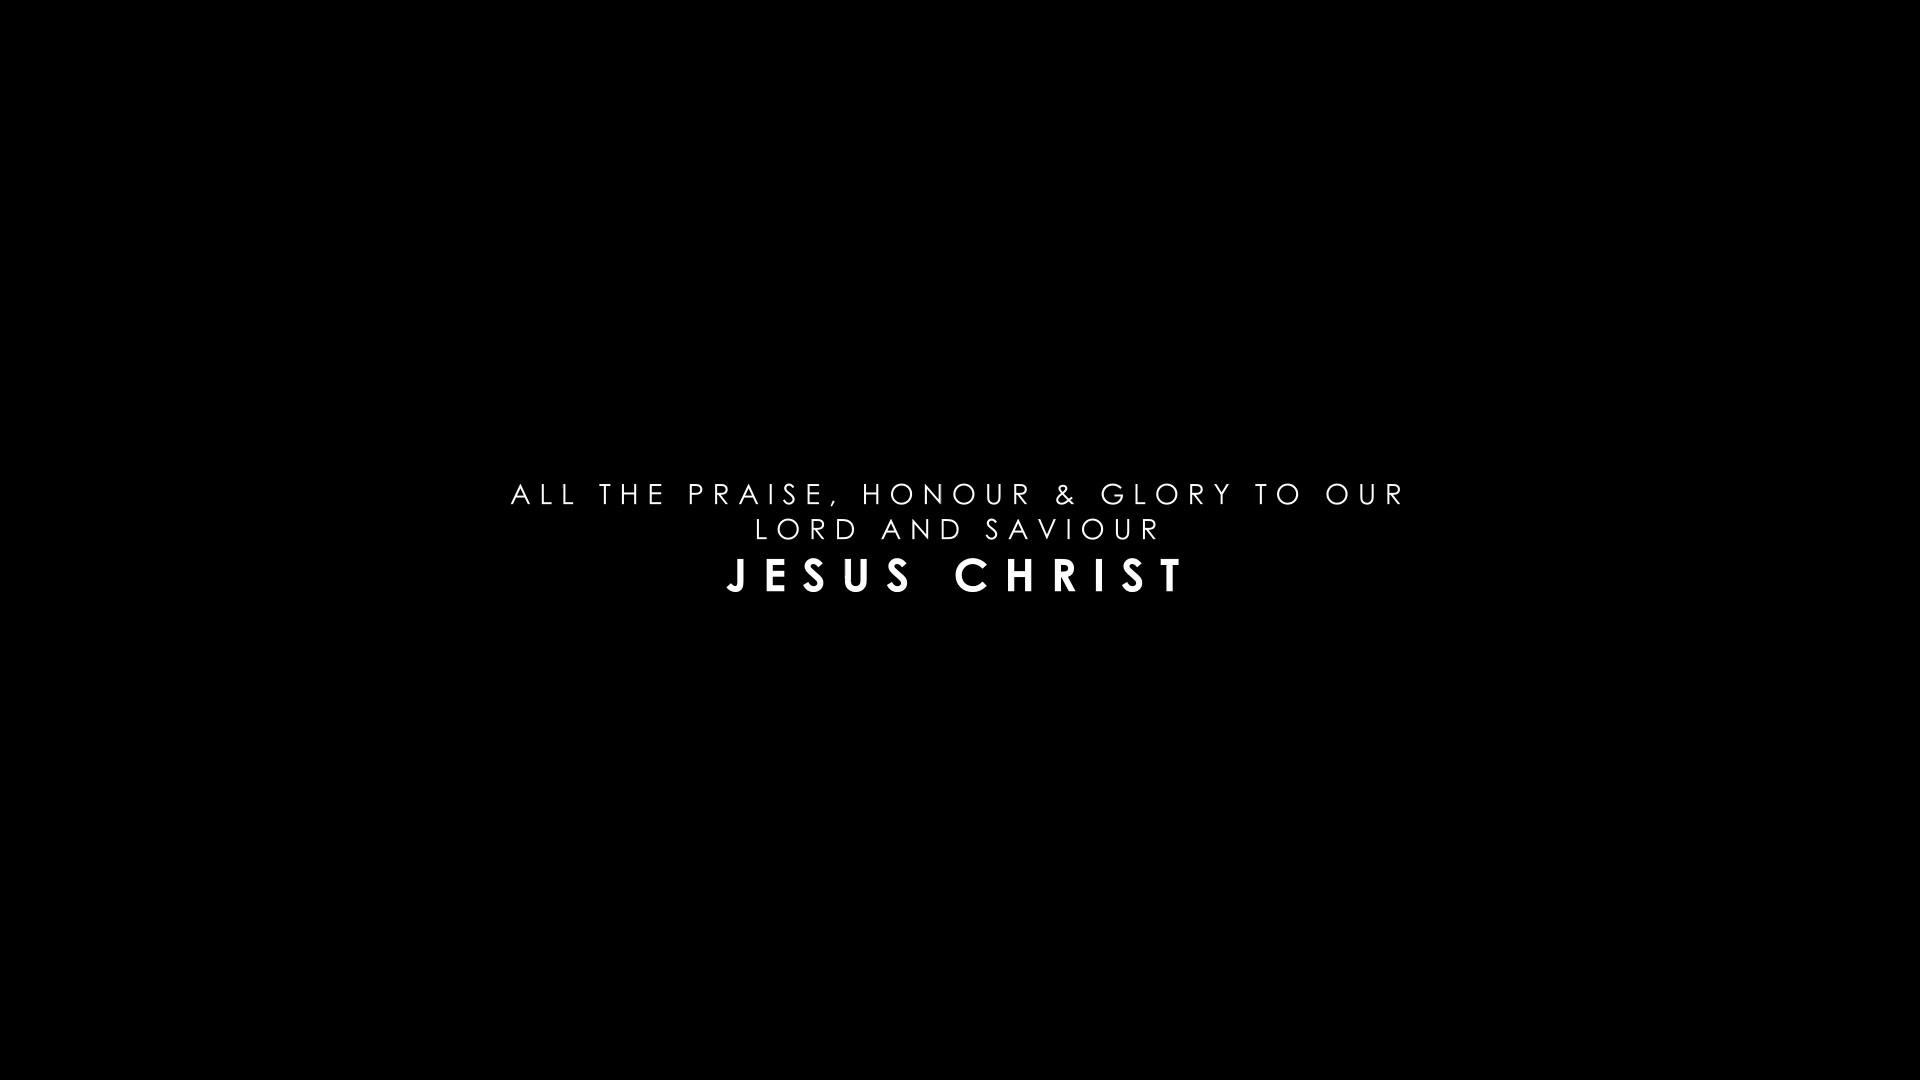 ALL THE PRAISE, HONOUR & GLORY TO OUR
LORD AND SAVIOUR
JESUS CHRIST